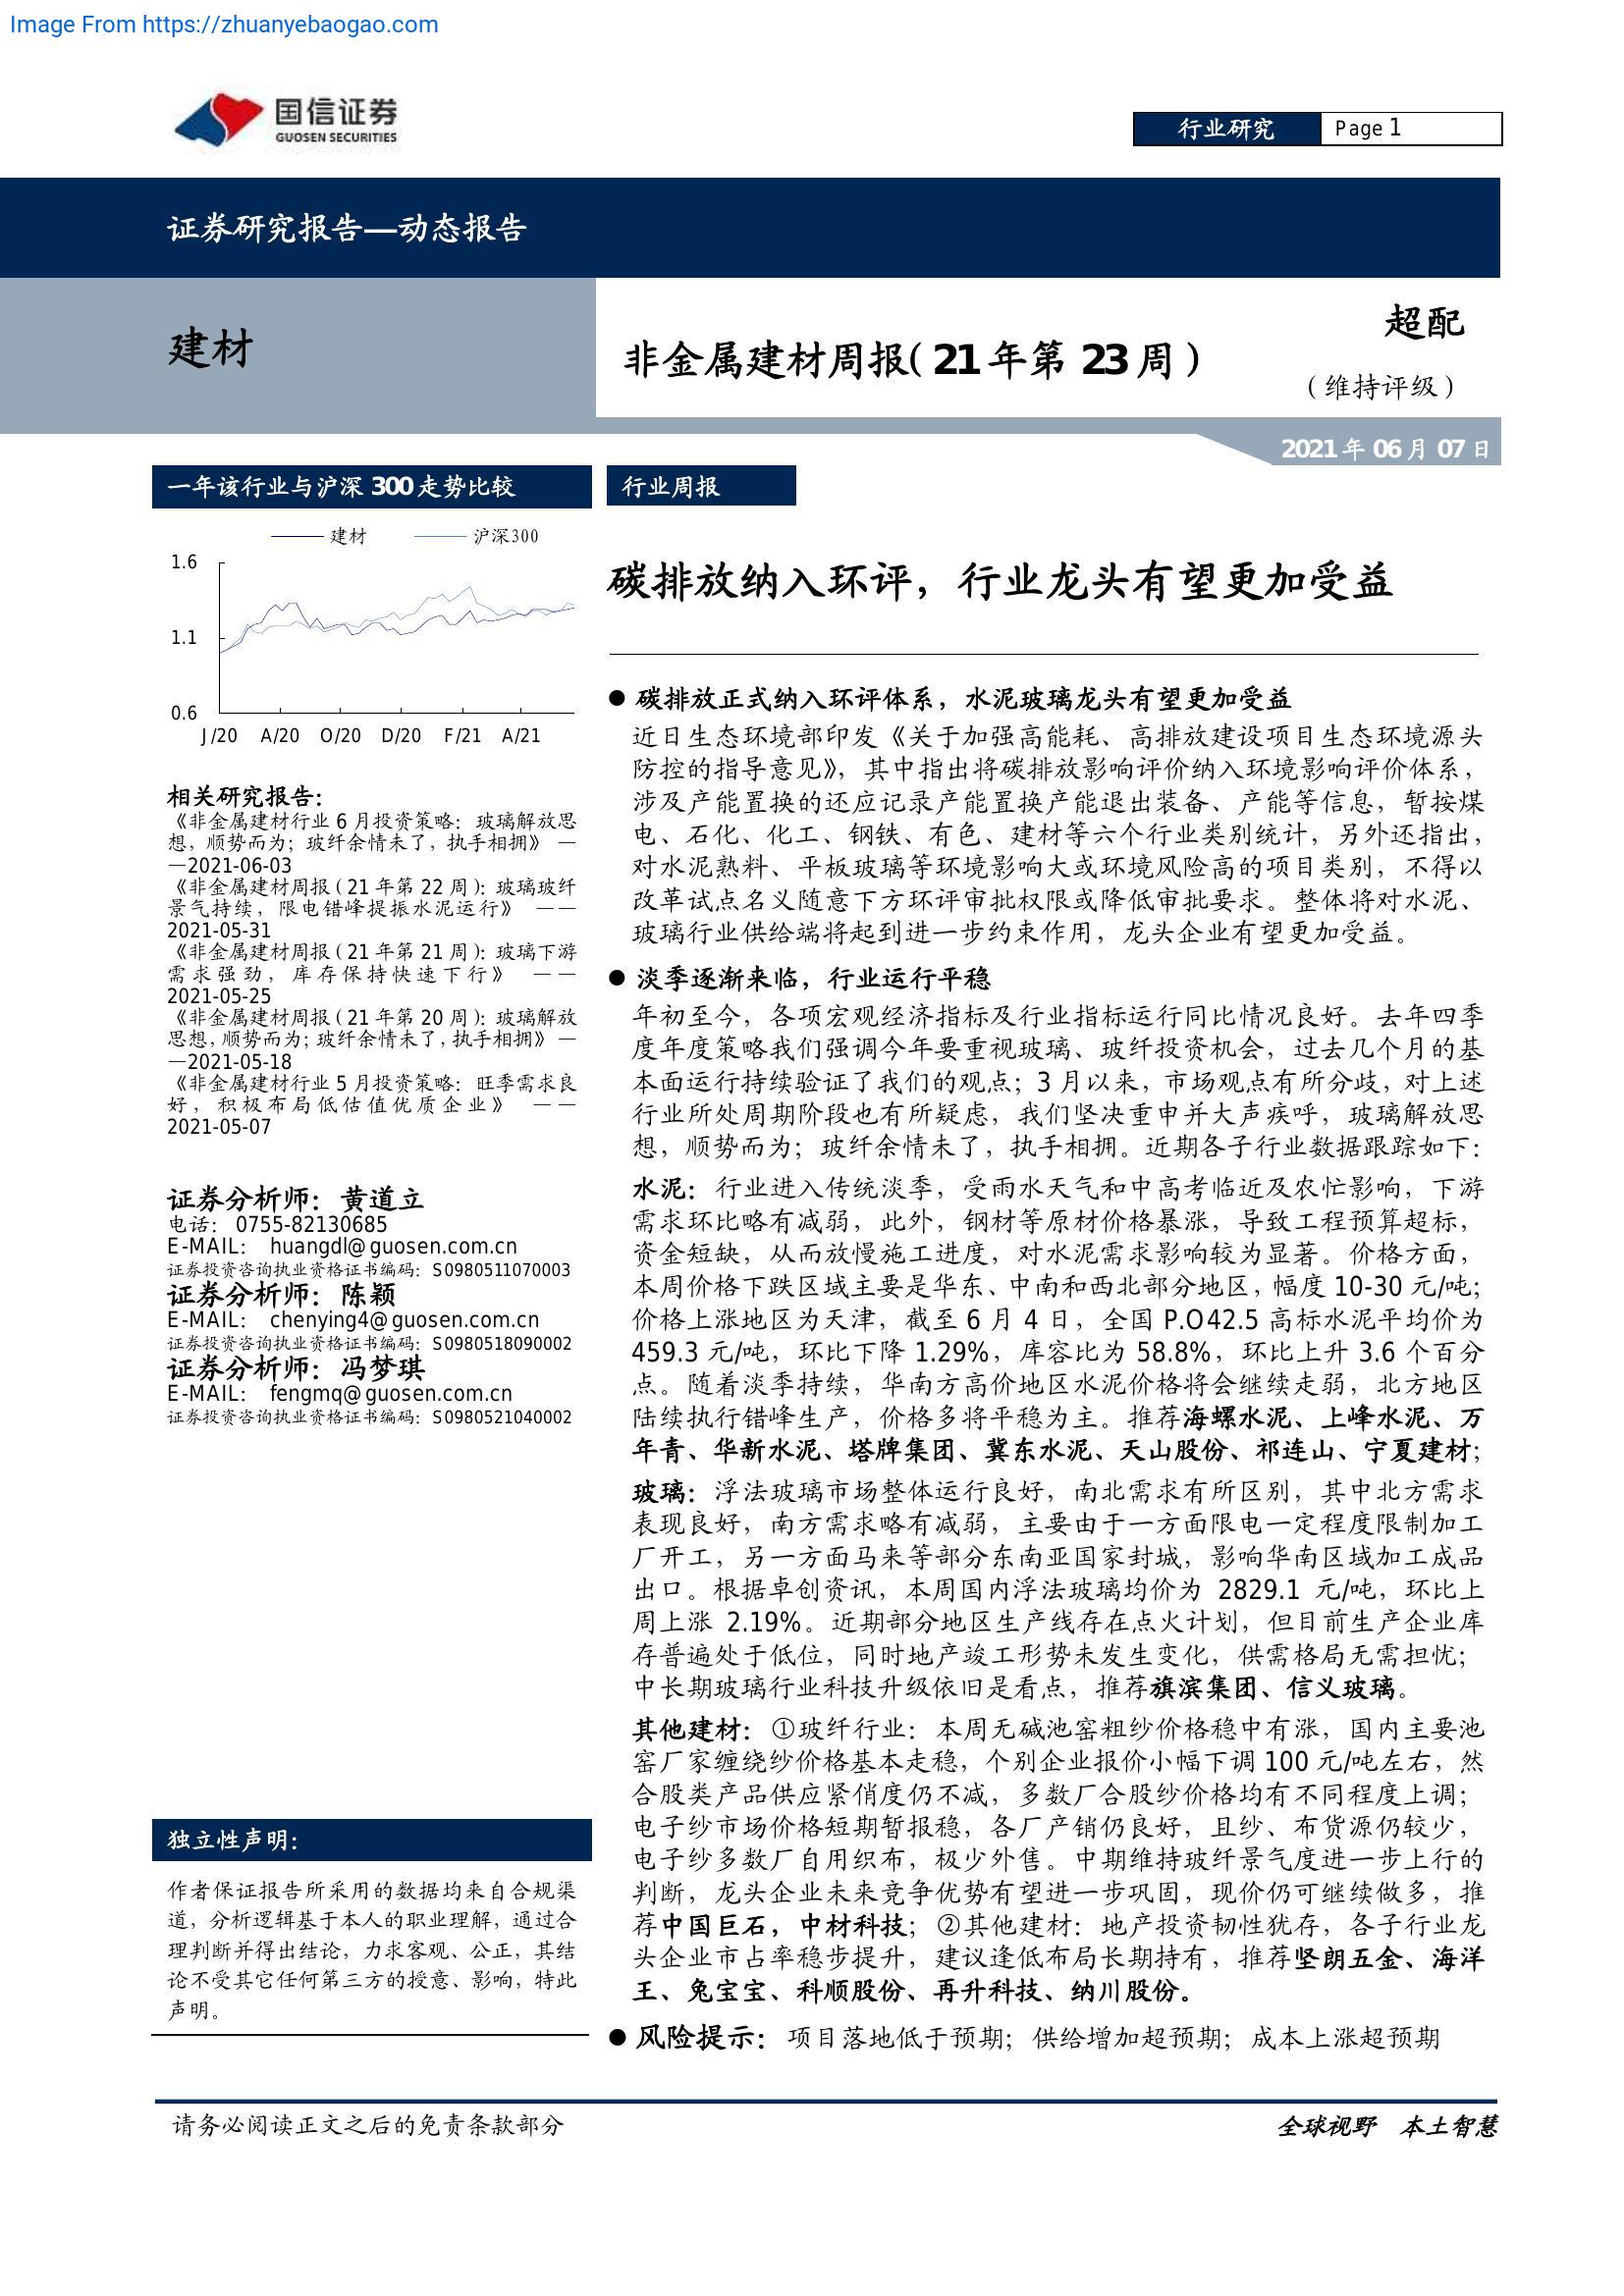 Image From https://zhuanyebaogao.com
国信证券
GUOSEN SECURITIES
行业研究
Page 1
证券研究报告—动态报告
建材
非金属建材周报(21年第23周)
超配
(维持评级)
2021年06月07日
一年该行业与沪深300走势比较
建材 沪深300
1.6
1.1
0.6
J/20 A/20 O/20 D/20 F/21 A/21
相关研究报告:
《非金属建材行业6月投资策略:玻璃解放思
想,顺势而为;玻纤余情未了,执手相拥》 —
—2021-06-03
《非金属建材周报(21年第22周):玻璃玻纤
景气持续,限电错峰提振水泥运行》 ——
2021-05-31
《非金属建材周报(21年第21周):玻璃下游
需求强劲,库存保持快速下行》 ——
2021-05-25
《非金属建材周报(21年第20周):玻璃解放
思想,顺势而为;玻纤余情未了,执手相拥》—
—2021-05-18
《非金属建材行业5月投资策略:旺季需求良
好,积极布局低估值优质企业》 ——
2021-05-07
证券分析师:黄道立
电话: 0755-82130685
E-MAIL: huangdl@guosen.com.cn
证券投资咨询执业资格证书编码:S0980511070003
证券分析师:陈颖
E-MAIL: chenying4@guosen.com.cn
证券投资咨询执业资格证书编码:S0980518090002
证券分析师:冯梦琪
E-MAIL: fengmq@guosen.com.cn
证券投资咨询执业资格证书编码:S0980521040002
独立性声明:
作者保证报告所采用的数据均来自合规渠
道,分析逻辑基于本人的职业理解,通过合
理判断并得出结论,力求客观、公正,其结
论不受其它任何第三方的授意、影响,特此
声明。
行业周报
碳排放纳入环评,行业龙头有望更加受益
● 碳排放正式纳入环评体系,水泥玻璃龙头有望更加受益
近日生态环境部印发《关于加强高能耗、高排放建设项目生态环境源头
防控的指导意见》,其中指出将碳排放影响评价纳入环境影响评价体系,
涉及产能置换的还应记录产能置换产能退出装备、产能等信息,暂按煤
电、石化、化工、钢铁、有色、建材等六个行业类别统计,另外还指出,
对水泥熟料、平板玻璃等环境影响大或环境风险高的项目类别,不得以
改革试点名义随意下方环评审批权限或降低审批要求。整体将对水泥、
玻璃行业供给端将起到进一步约束作用,龙头企业有望更加受益。
● 淡季逐渐来临,行业运行平稳
年初至今,各项宏观经济指标及行业指标运行同比情况良好。去年四季
度年度策略我们强调今年要重视玻璃、玻纤投资机会,过去几个月的基
本面运行持续验证了我们的观点;3月以来,市场观点有所分歧,对上述
行业所处周期阶段也有所疑虑,我们坚决重申并大声疾呼,玻璃解放思
想,顺势而为;玻纤余情未了,执手相拥。近期各子行业数据跟踪如下:
水泥:行业进入传统淡季,受雨水天气和中高考临近及农忙影响,下游
需求环比略有减弱,此外,钢材等原材价格暴涨,导致工程预算超标,
资金短缺,从而放慢施工进度,对水泥需求影响较为显著。价格方面,
本周价格下跌区域主要是华东、中南和西北部分地区,幅度10-30元/吨;
价格上涨地区为天津,截至6月4日,全国P.O42.5高标水泥平均价为
459.3元/吨,环比下降1.29%,库容比为58.8%,环比上升3.6个百分
点。随着淡季持续,华南方高价地区水泥价格将会继续走弱,北方地区
陆续执行错峰生产,价格多将平稳为主。推荐海螺水泥、上峰水泥、万
年青、华新水泥、塔牌集团、冀东水泥、天山股份、祁连山、宁夏建材;
玻璃:浮法玻璃市场整体运行良好,南北需求有所区别,其中北方需求
表现良好,南方需求略有减弱,主要由于一方面限电一定程度限制加工
厂开工,另一方面马来等部分东南亚国家封城,影响华南区域加工成品
出口。根据卓创资讯,本周国内浮法玻璃均价为 2829.1 元/吨,环比上
周上涨 2.19%。近期部分地区生产线存在点火计划,但目前生产企业库
存普遍处于低位,同时地产竣工形势未发生变化,供需格局无需担忧;
中长期玻璃行业科技升级依旧是看点,推荐旗滨集团、信义玻璃。
其他建材:①玻纤行业:本周无碱池窑粗纱价格稳中有涨,国内主要池
窑厂家缠绕纱价格基本走稳,个别企业报价小幅下调100元/吨左右,然
合股类产品供应紧俏度仍不减,多数厂合股纱价格均有不同程度上调;
电子纱市场价格短期暂报稳,各厂产销仍良好,且纱、布货源仍较少,
电子纱多数厂自用织布,极少外售。中期维持玻纤景气度进一步上行的
判断,龙头企业未来竞争优势有望进一步巩固,现价仍可继续做多,推
荐中国巨石,中材科技;②其他建材:地产投资韧性犹存,各子行业龙
头企业市占率稳步提升,建议逢低布局长期持有,推荐坚朗五金、海洋
王、兔宝宝、科顺股份、再升科技、纳川股份。
● 风险提示:项目落地低于预期;供给增加超预期;成本上涨超预期
请务必阅读正文之后的免责条款部分
全球视野 本土智慧